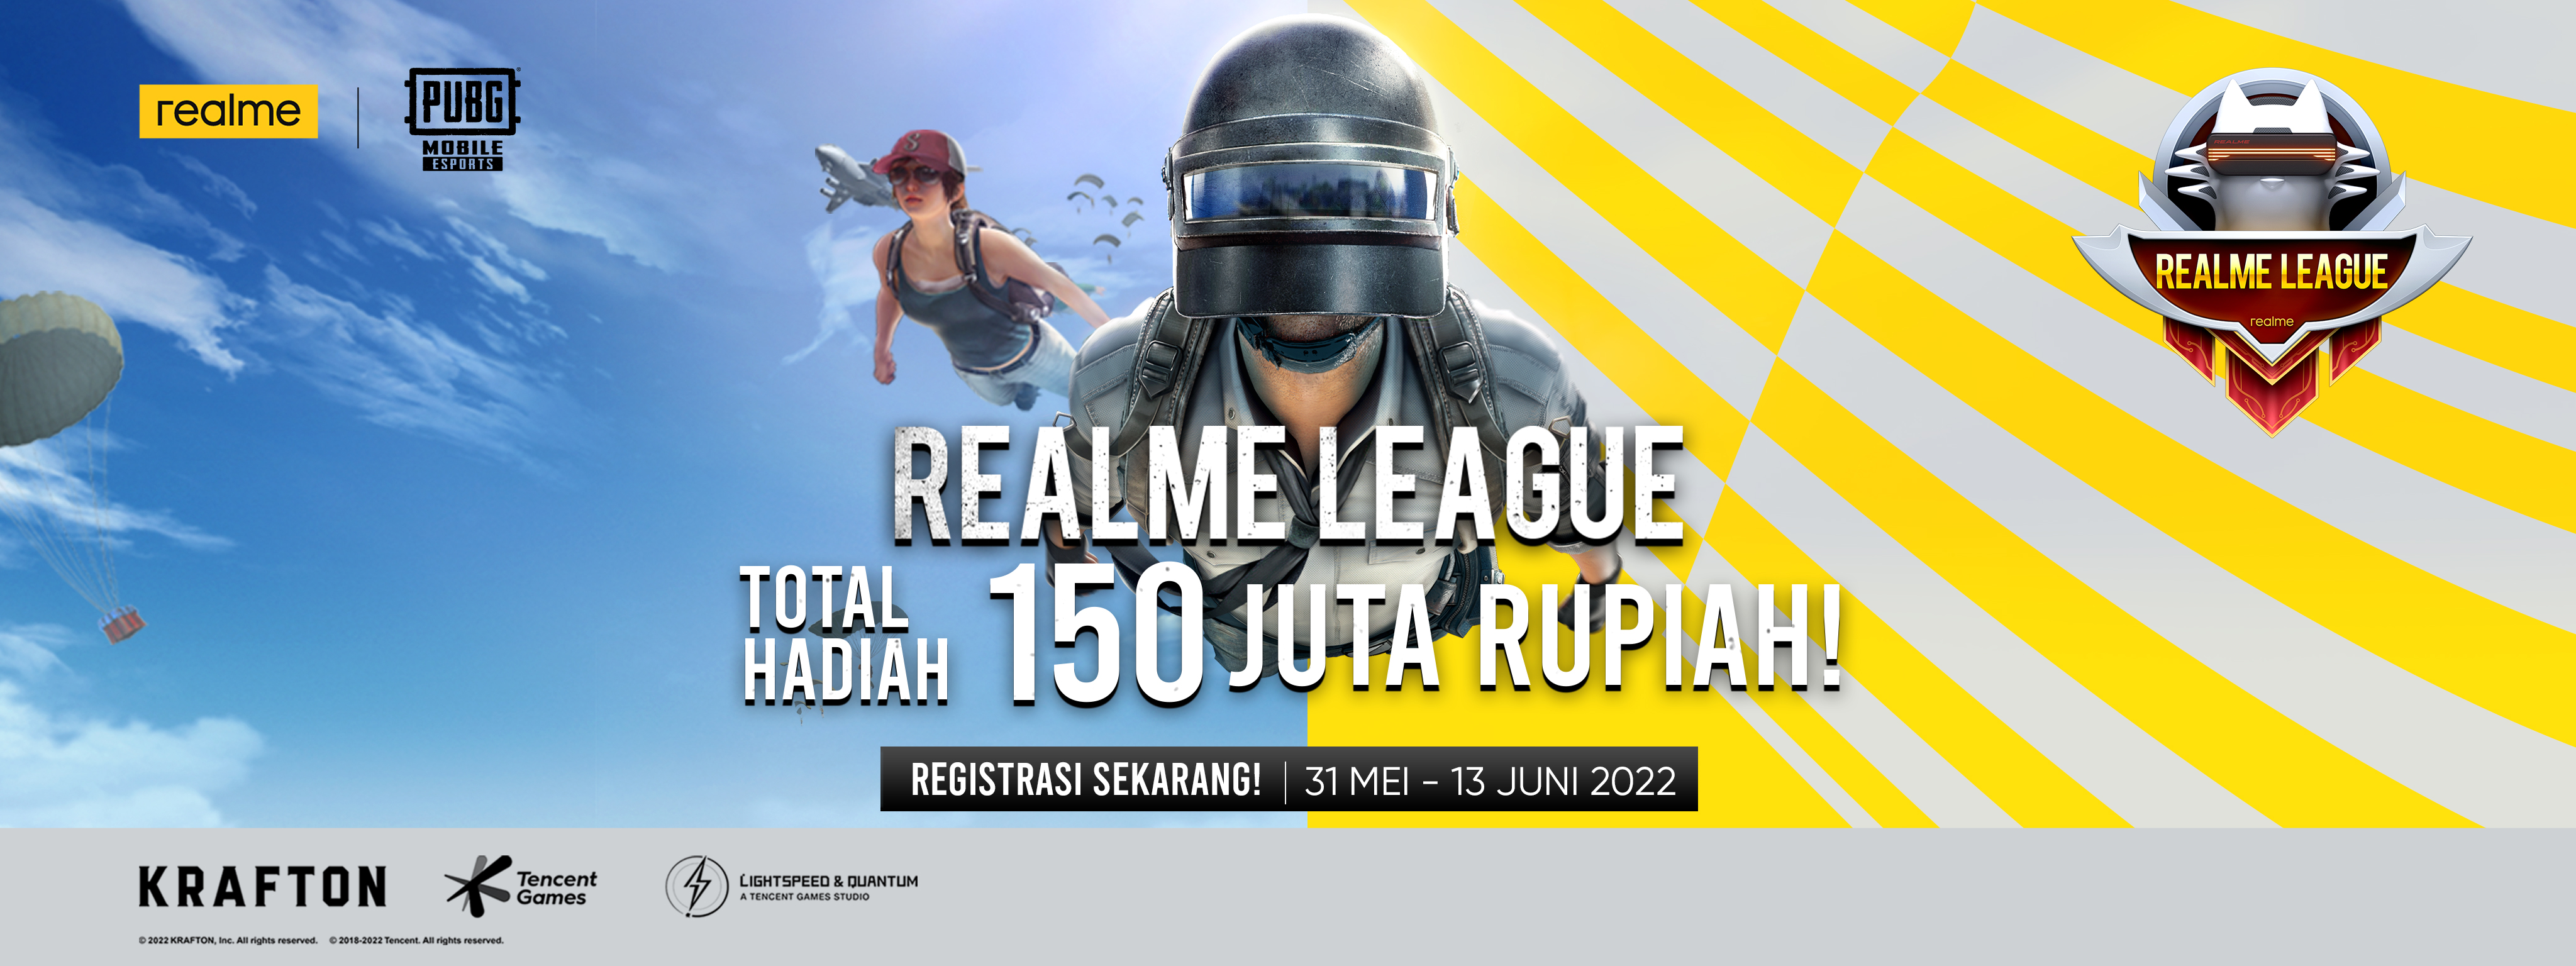 realme
PUBG
MOBILE
ESPORTS
S
REALME
REALME LEAGUE
realme
REALME LEAGUE
TOTAL
HADIAH
150 JUTA RUPIAH!
REGISTRASI SEKARANG! | 31 MEI – 13 JUNI 2022
KRAFTON
Tencent
Games
LIGHTSPEED & QUANTUM
A TENCENT GAMES STUDIO
© 2022 KRAFTON, Inc. All rights reserved. © 2018-2022 Tencent. All rights reserved.